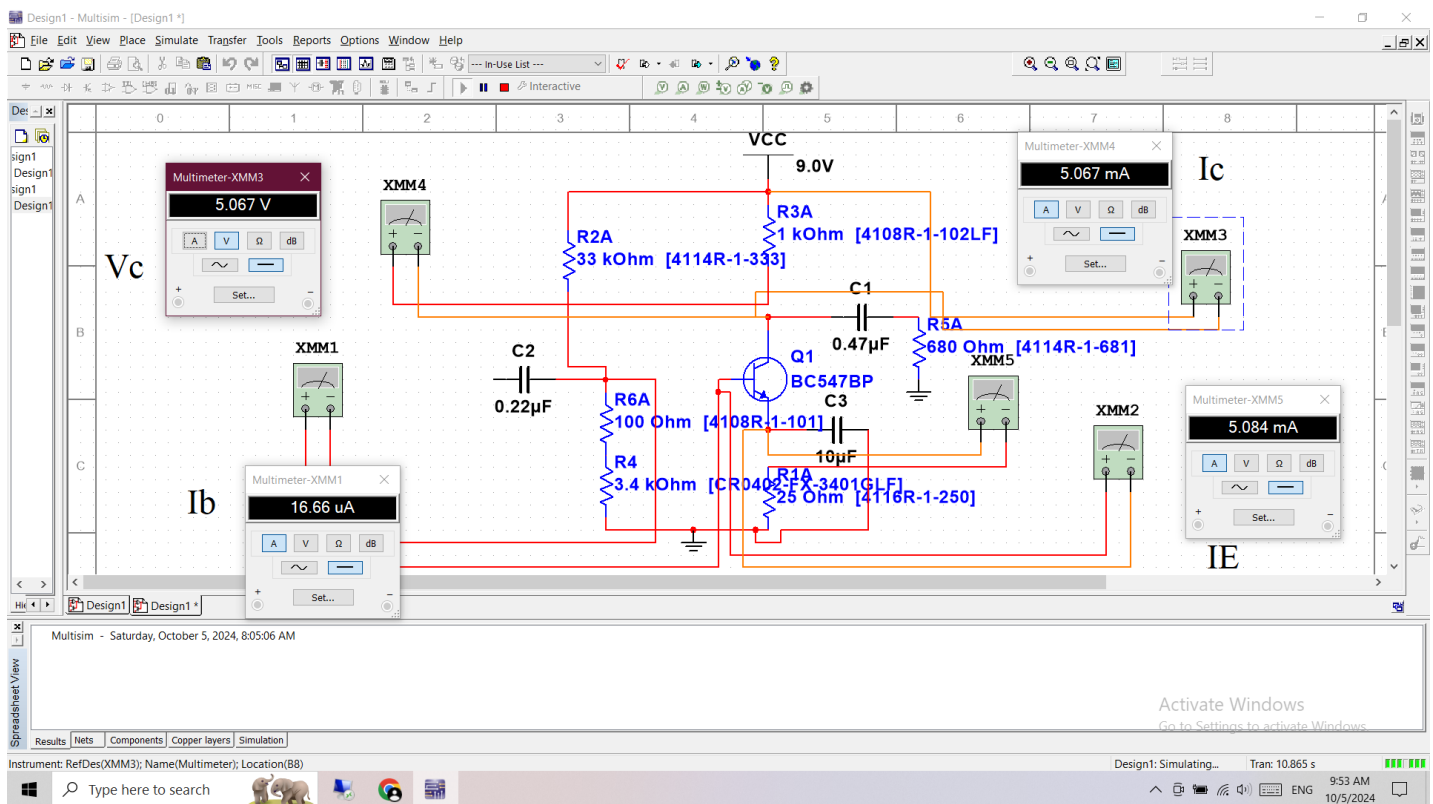 Design1 - Multisim - [Design1 *]
File Edit View Place Simulate Transfer Tools Reports Options Window Help
--- In-Use List ---
MISC
Interactive
Des
0 1 2 3 4 5 6 7 8
sign1
Design1
sign1
Design1
A
B
C
VCC
9.0V
Multimeter-XMM3
5.067 V
A V Ω dB
Set...
+ −
Vc
XMM4
+ −
R2A
33 kOhm [4114R-1-333]
R3A
1 kOhm [4108R-1-102LF]
Multimeter-XMM4
5.067 mA
A V Ω dB
Set...
+ −
Ic
XMM3
+ −
C1
0.47µF
R5A
680 Ohm [4114R-1-681]
XMM1
+ −
C2
0.22µF
Q1
BC547BP
C3
10µF
XMM5
+ −
XMM2
+ −
R6A
100 Ohm [4108R-1-101]
R4
3.4 kOhm [CR0402-FX-3401GLF]
R1A
25 Ohm [4116R-1-250]
Multimeter-XMM5
5.084 mA
A V Ω dB
Set...
+ −
IE
Ib
Multimeter-XMM1
16.66 uA
A V Ω dB
Set...
+ −
Hi
Design1 Design1 *
Multisim - Saturday, October 5, 2024, 8:05:06 AM
Spreadsheet View
Activate Windows
Go to Settings to activate Windows.
Results Nets Components Copper layers Simulation
Instrument: RefDes(XMM3); Name(Multimeter); Location(B8)
Design1: Simulating... Tran: 10.865 s
Type here to search
ENG
9:53 AM
10/5/2024